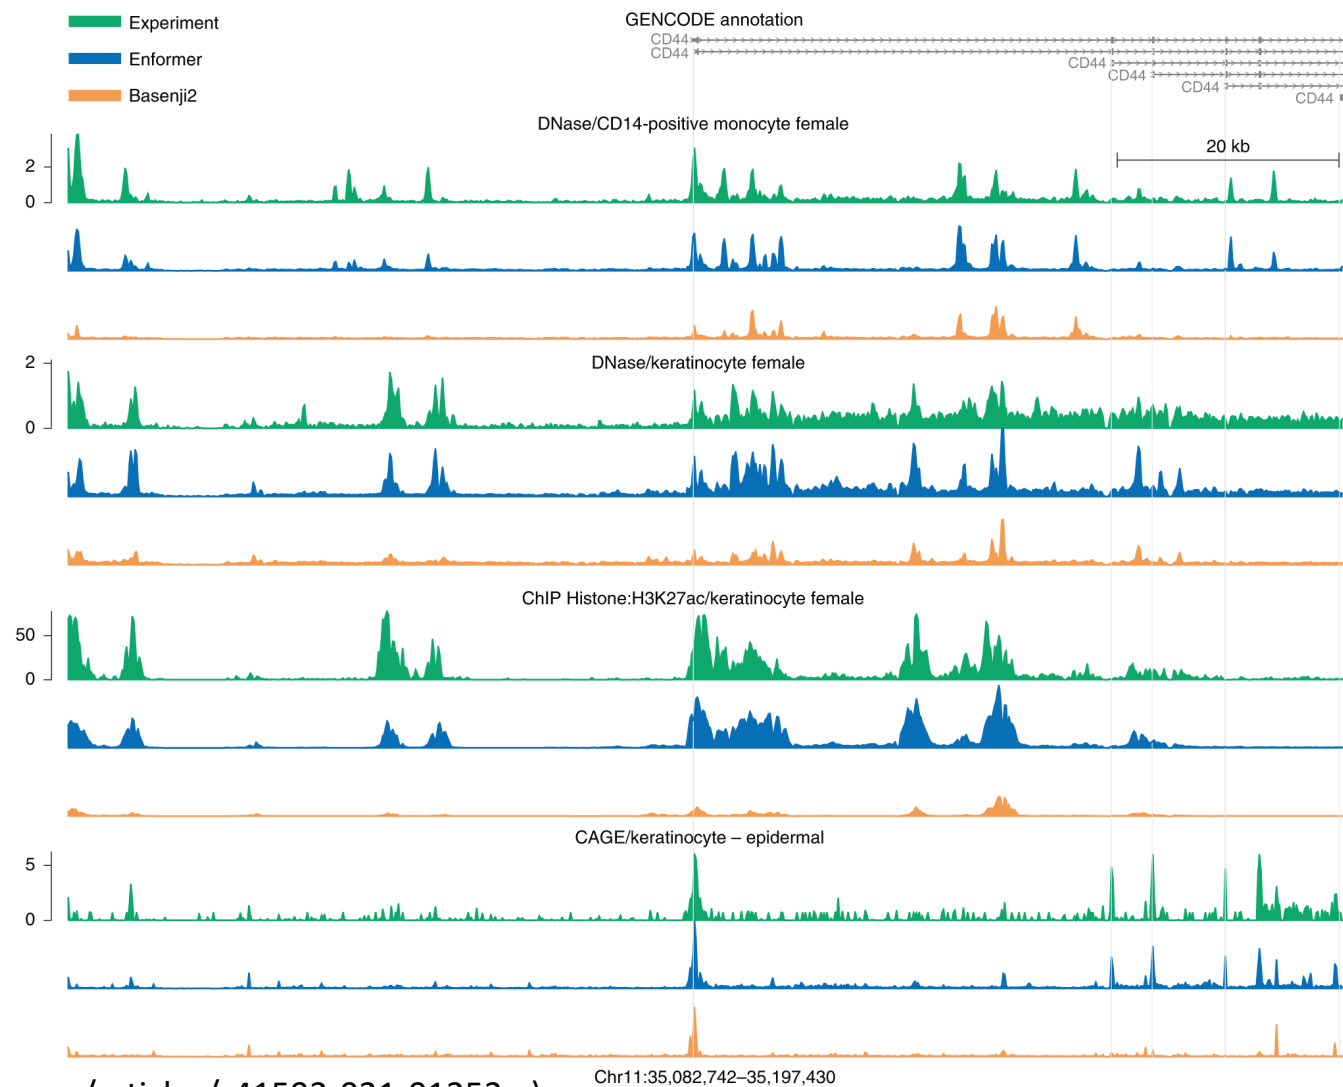 Experiment
Enformer
Basenji2
GENCODE annotation
CD44
CD44
CD44
CD44
CD44
CD44
DNase/CD14-positive monocyte female
20 kb
2
0
DNase/keratinocyte female
2
0
ChIP Histone:H3K27ac/keratinocyte female
50
0
CAGE/keratinocyte – epidermal
5
0
Chr11:35,082,742–35,197,430